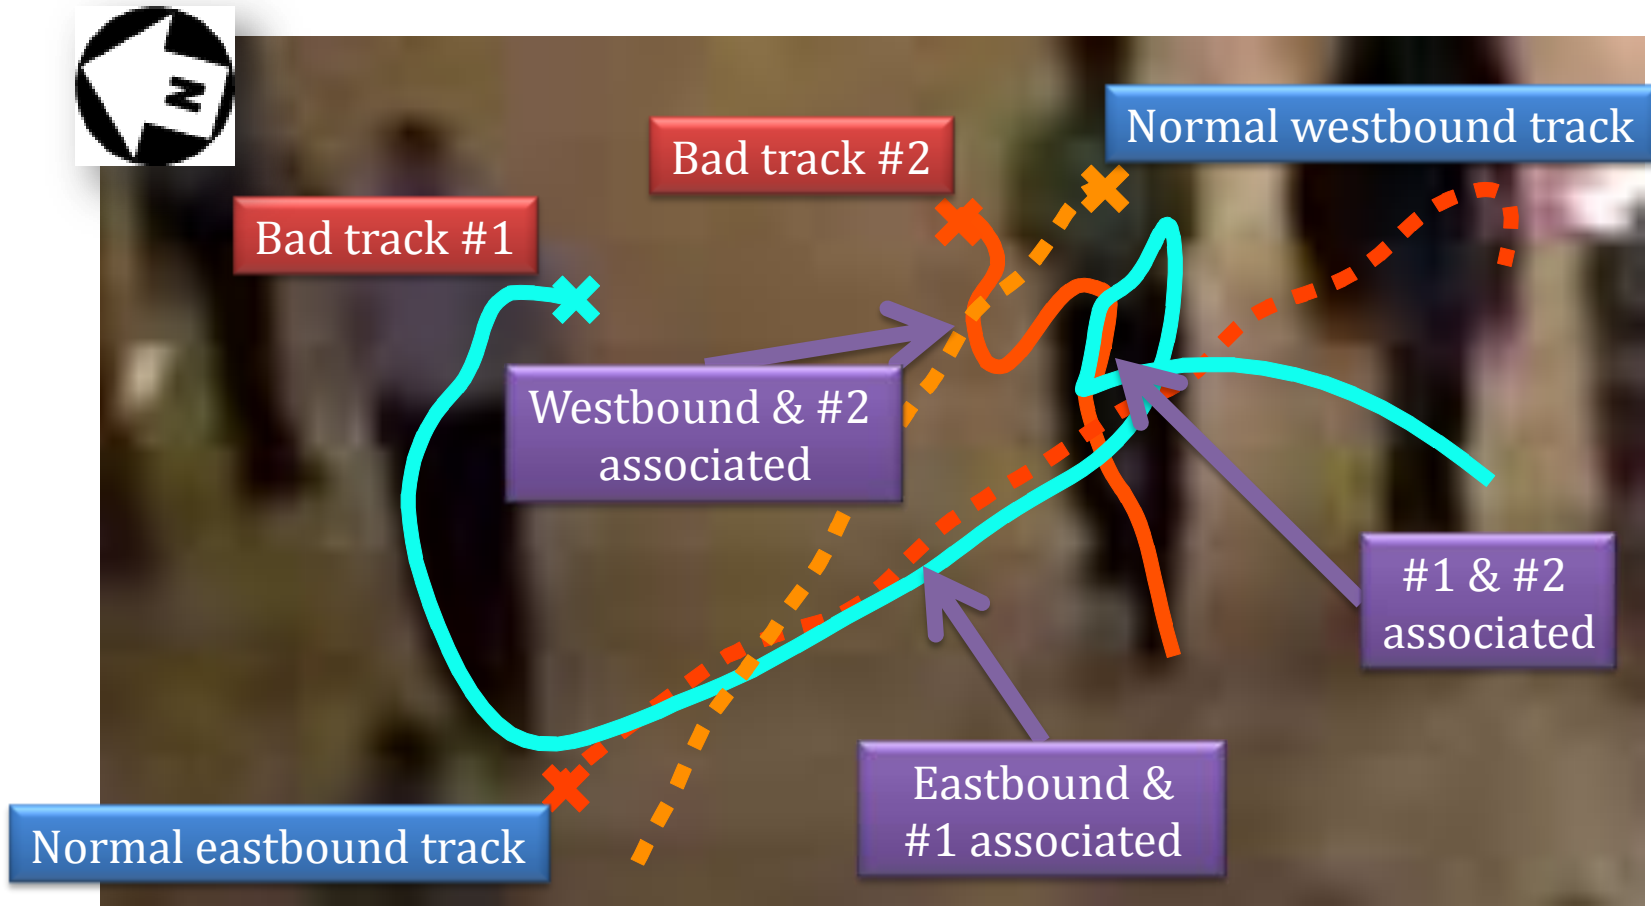 N
Normal westbound track
Bad track #2
Bad track #1
Westbound & #2
associated
#1 & #2
associated
Eastbound &
#1 associated
Normal eastbound track